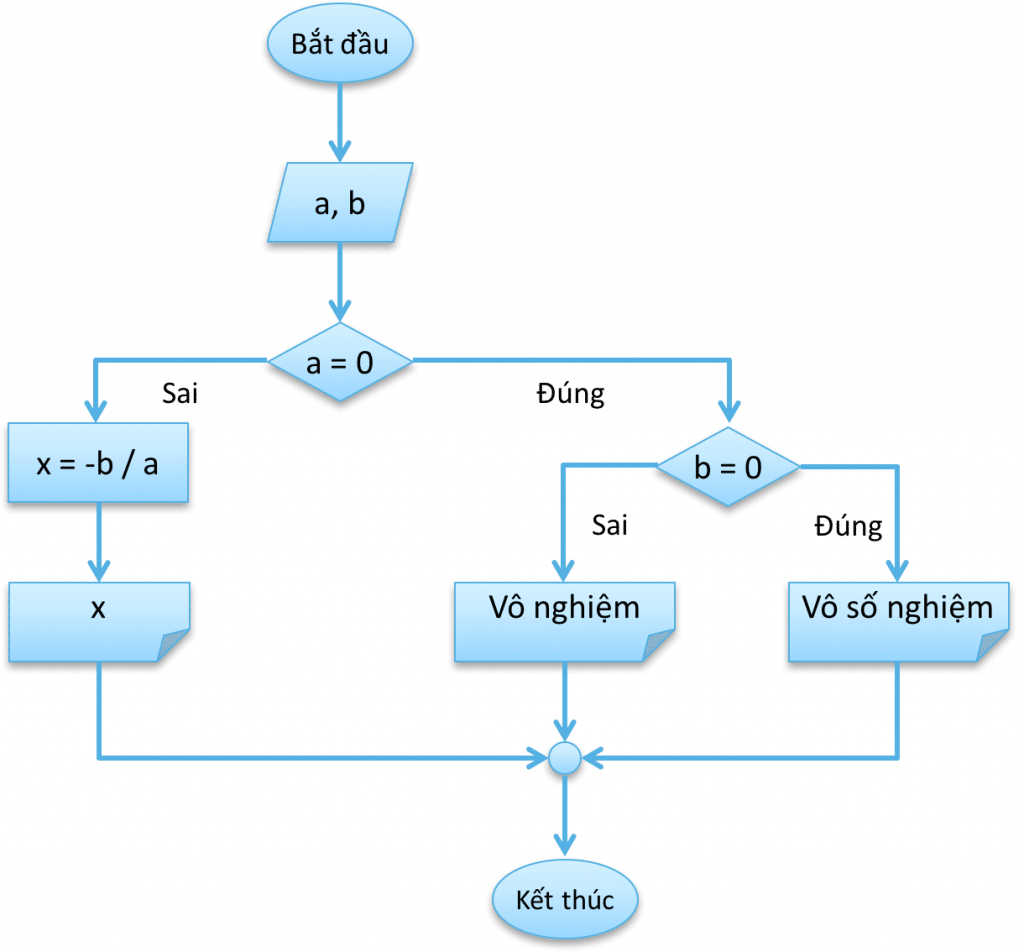 Bắt đầu
a, b
a = 0
Sai
Đúng
x = -b / a
b = 0
Sai
Đúng
x
Vô nghiệm
Vô số nghiệm
Kết thúc